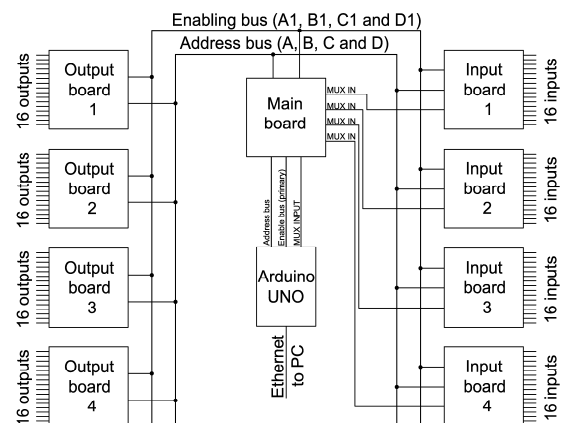 Enabling bus (A1, B1, C1 and D1)
Address bus (A, B, C and D)
16 outputs
Output
board
1
Main
board
MUX IN
MUX IN
MUX IN
MUX IN
Input
board
1
16 inputs
16 outputs
Output
board
2
Input
board
2
16 inputs
Address bus
Enable bus (primary)
MUX INPUT
16 outputs
Output
board
3
Arduino
UNO
Input
board
3
16 inputs
Ethernet
to PC
16 outputs
Output
board
4
Input
board
4
16 inputs